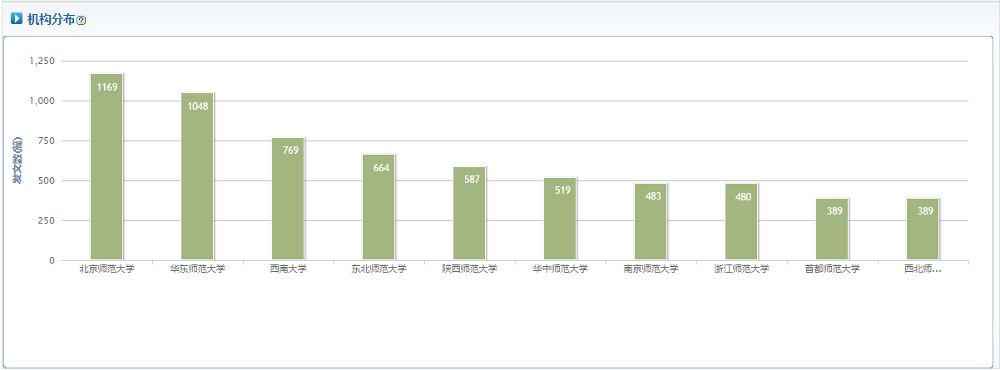 机构分布?
1,250
1,000
750
500
250
0
发文数(篇)
1169
1048
769
664
587
519
483
480
389
389
北京师范大学
华东师范大学
西南大学
东北师范大学
陕西师范大学
华中师范大学
南京师范大学
浙江师范大学
首都师范大学
西北师...